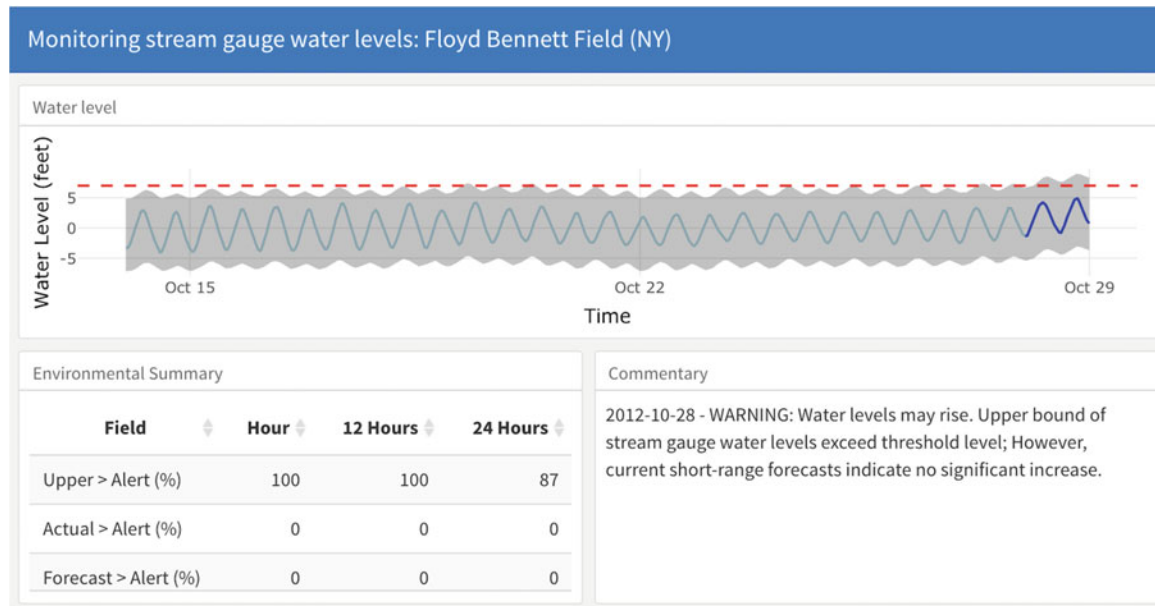 Monitoring stream gauge water levels: Floyd Bennett Field (NY)
Water level
Water Level (feet)
5
0
-5
Oct 15
Oct 22
Oct 29
Time
Environmental Summary
Field Hour 12 Hours 24 Hours
Upper > Alert (%) 100 100 87
Actual > Alert (%) 0 0 0
Forecast > Alert (%) 0 0 0
Commentary
2012-10-28 - WARNING: Water levels may rise. Upper bound of
stream gauge water levels exceed threshold level; However,
current short-range forecasts indicate no significant increase.